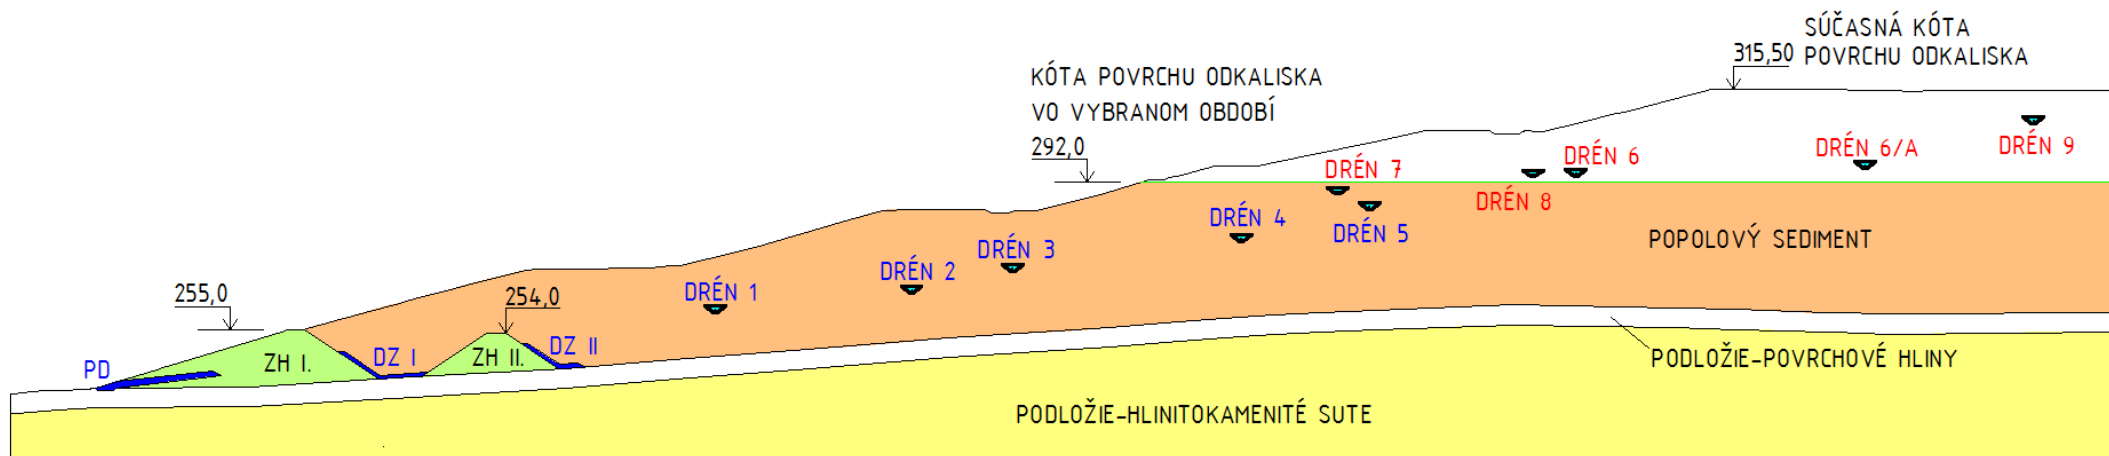 SÚČASNÁ KÓTA
315,50 POVRCHU ODKALISKA
KÓTA POVRCHU ODKALISKA
VO VYBRANOM OBDOBÍ
292,0
DRÉN 9
DRÉN 6/A
DRÉN 6
DRÉN 7
DRÉN 8
DRÉN 4
DRÉN 5
POPOLOVÝ SEDIMENT
DRÉN 3
DRÉN 2
DRÉN 1
255,0
254,0
PD
ZH I.
DZ I
ZH II.
DZ II
PODLOŽIE-POVRCHOVÉ HLINY
PODLOŽIE-HLINITOKAMENITÉ SUTE